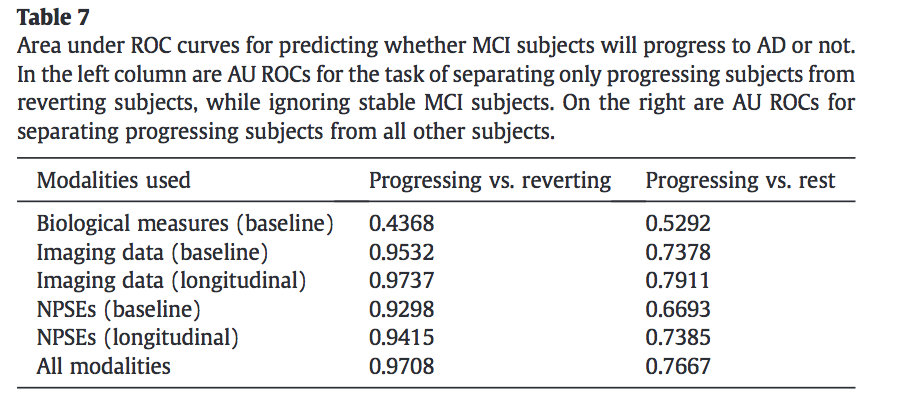 Table 7
Area under ROC curves for predicting whether MCI subjects will progress to AD or not.
In the left column are AU ROCs for the task of separating only progressing subjects from
reverting subjects, while ignoring stable MCI subjects. On the right are AU ROCs for
separating progressing subjects from all other subjects.
Modalities used Progressing vs. reverting Progressing vs. rest
Biological measures (baseline) 0.4368 0.5292
Imaging data (baseline) 0.9532 0.7378
Imaging data (longitudinal) 0.9737 0.7911
NPSEs (baseline) 0.9298 0.6693
NPSEs (longitudinal) 0.9415 0.7385
All modalities 0.9708 0.7667